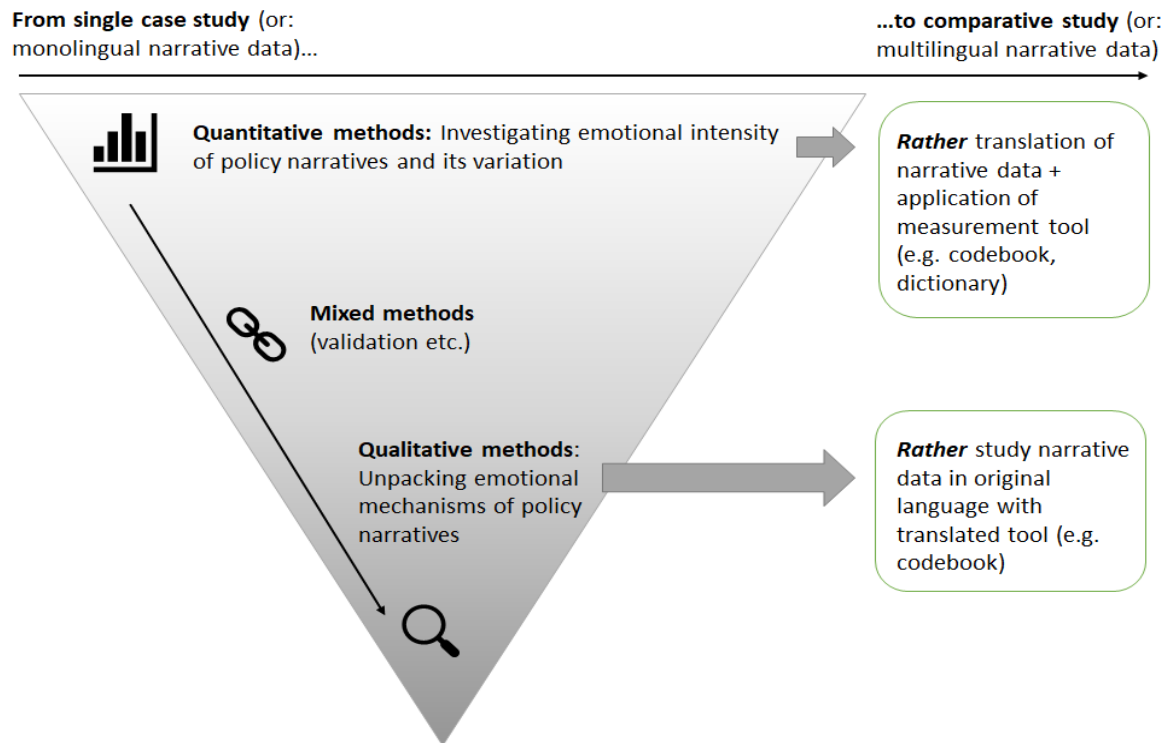 From single case study (or:
monolingual narrative data)...
...to comparative study (or:
multilingual narrative data)
Quantitative methods: Investigating emotional intensity
of policy narratives and its variation
Rather translation of
narrative data +
application of
measurement tool
(e.g. codebook,
dictionary)
Mixed methods
(validation etc.)
Qualitative methods:
Unpacking emotional
mechanisms of policy
narratives
Rather study narrative
data in original
language with
translated tool (e.g.
codebook)